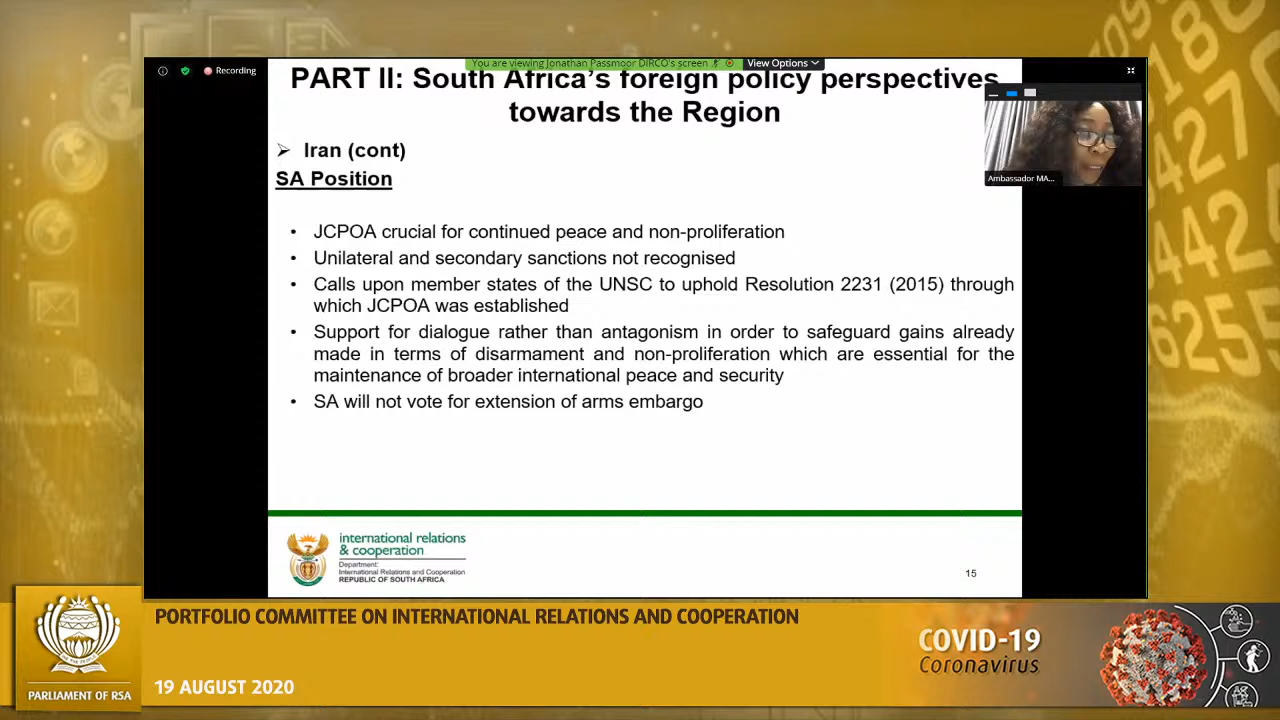 You are viewing Jonathan Passmoor DIRCO's screen
View Options
Recording
PART II: South Africa's foreign policy perspectives
towards the Region
Ambassador MA...
➢ Iran (cont)
SA Position
• JCPOA crucial for continued peace and non-proliferation
• Unilateral and secondary sanctions not recognised
• Calls upon member states of the UNSC to uphold Resolution 2231 (2015) through
which JCPOA was established
• Support for dialogue rather than antagonism in order to safeguard gains already
made in terms of disarmament and non-proliferation which are essential for the
maintenance of broader international peace and security
• SA will not vote for extension of arms embargo
international relations
& cooperation
Department:
International Relations and Cooperation
REPUBLIC OF SOUTH AFRICA
15
PORTFOLIO COMMITTEE ON INTERNATIONAL RELATIONS AND COOPERATION
19 AUGUST 2020
PARLIAMENT OF RSA
COVID-19
Coronavirus